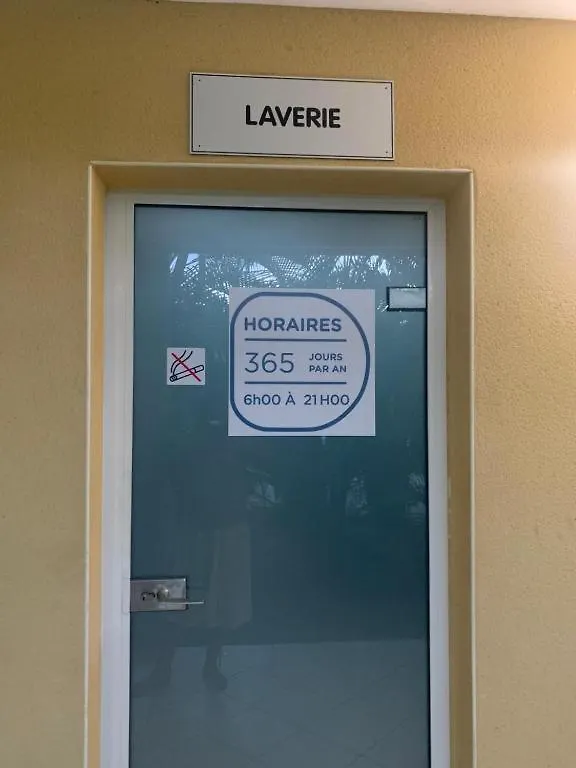 LAVERIE
HORAIRES
365 JOURS
PAR AN
6h00 À 21H00